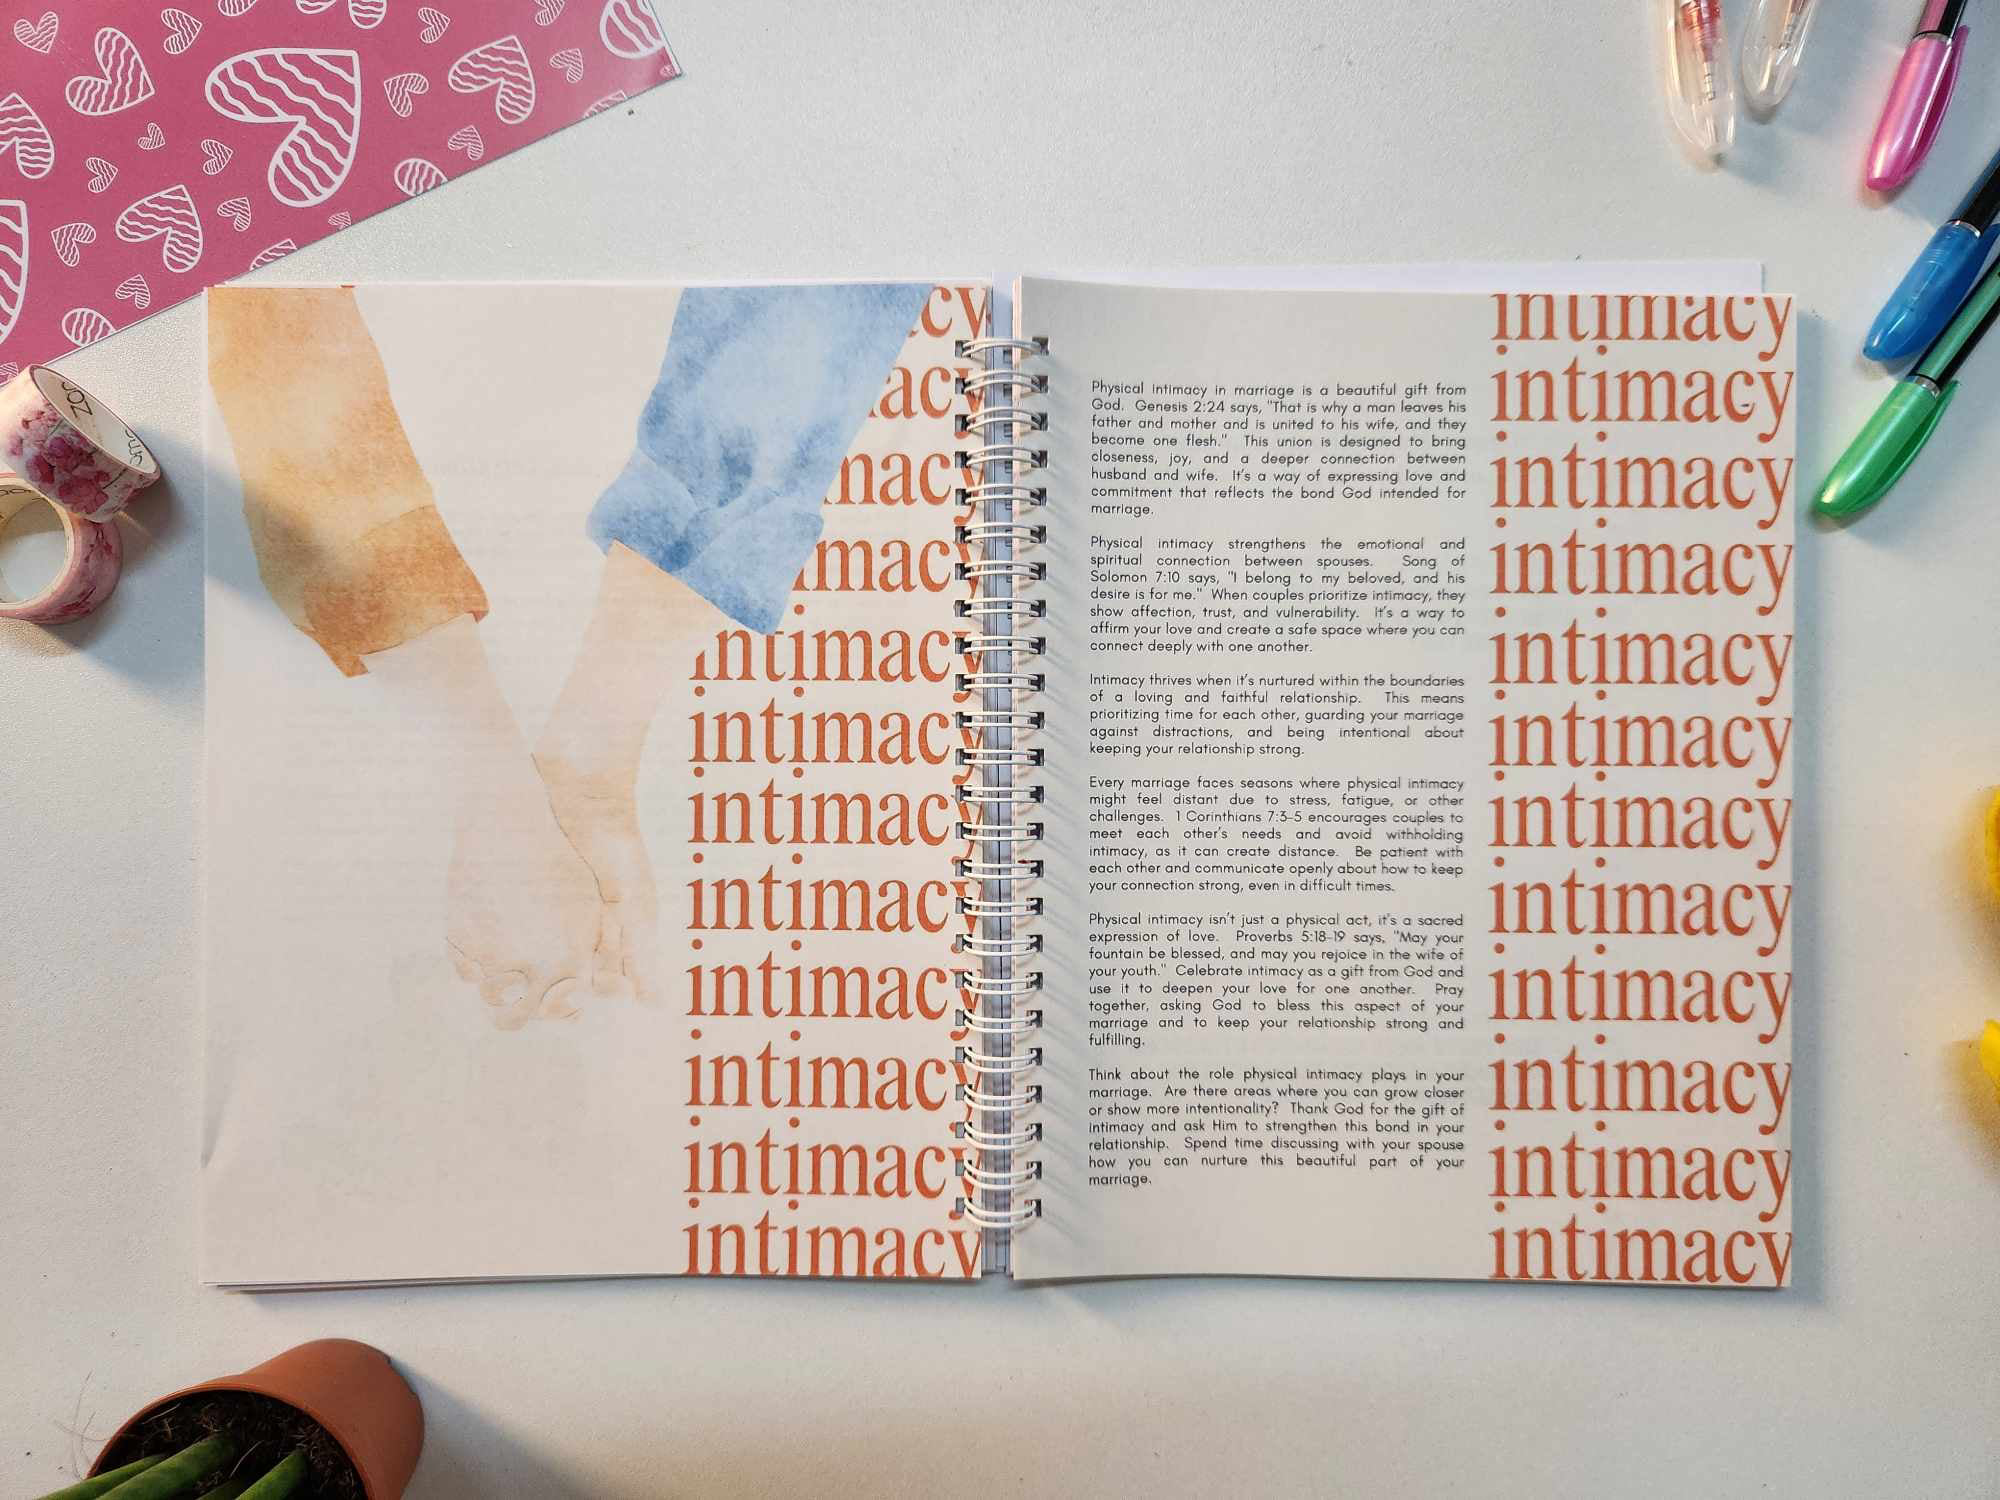 cy
acy
macy
imacy
intimacy
intimacy
intimacy
intimacy
intimacy
intimacy
intimacy
intimacy
Physical intimacy in marriage is a beautiful gift from
God. Genesis 2:24 says, "That is why a man leaves his
father and mother and is united to his wife, and they
become one flesh." This union is designed to bring
closeness, joy, and a deeper connection between
husband and wife. It's a way of expressing love and
commitment that reflects the bond God intended for
marriage.
Physical intimacy strengthens the emotional and
spiritual connection between spouses. Song of
Solomon 7:10 says, "I belong to my beloved, and his
desire is for me." When couples prioritize intimacy, they
show affection, trust, and vulnerability. It's a way to
affirm your love and create a safe space where you can
connect deeply with one another.
Intimacy thrives when it's nurtured within the boundaries
of a loving and faithful relationship. This means
prioritizing time for each other, guarding your marriage
against distractions, and being intentional about
keeping your relationship strong.
Every marriage faces seasons where physical intimacy
might feel distant due to stress, fatigue, or other
challenges. 1 Corinthians 7:3-5 encourages couples to
meet each other's needs and avoid withholding
intimacy, as it can create distance. Be patient with
each other and communicate openly about how to keep
your connection strong, even in difficult times.
Physical intimacy isn't just a physical act, it's a sacred
expression of love. Proverbs 5:18-19 says, "May your
fountain be blessed, and may you rejoice in the wife of
your youth." Celebrate intimacy as a gift from God and
use it to deepen your love for one another. Pray
together, asking God to bless this aspect of your
marriage and to keep your relationship strong and
fulfilling.
Think about the role physical intimacy plays in your
marriage. Are there areas where you can grow closer
or show more intentionality? Thank God for the gift of
intimacy and ask Him to strengthen this bond in your
relationship. Spend time discussing with your spouse
how you can nurture this beautiful part of your
marriage.
intimacy
intimacy
intimacy
intimacy
intimacy
intimacy
intimacy
intimacy
intimacy
intimacy
intimacy
intimacy